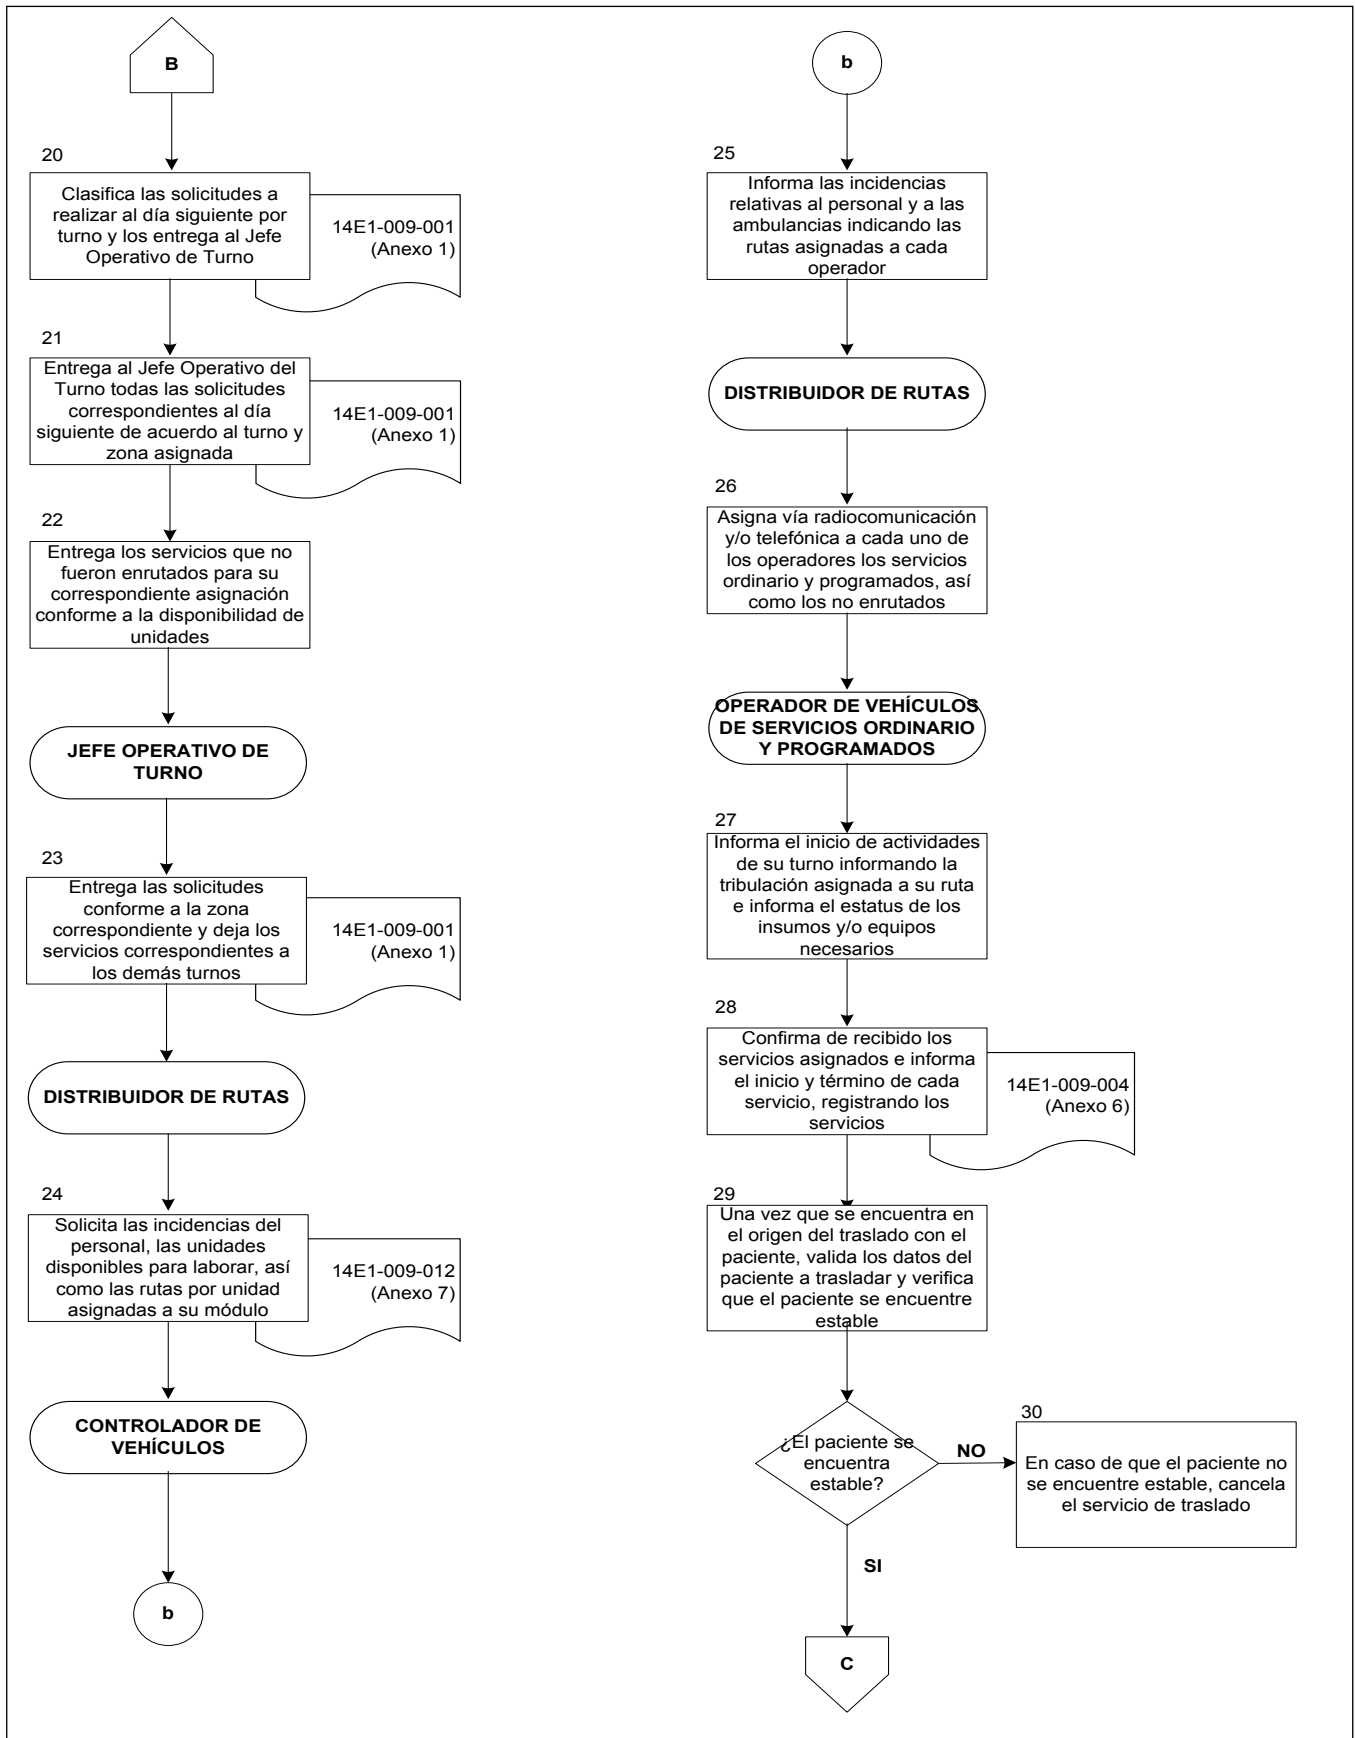 B
20
Clasifica las solicitudes a
realizar al día siguiente por
turno y los entrega al Jefe
Operativo de Turno
14E1-009-001
(Anexo 1)
21
Entrega al Jefe Operativo del
Turno todas las solicitudes
correspondientes al día
siguiente de acuerdo al turno y
zona asignada
14E1-009-001
(Anexo 1)
22
Entrega los servicios que no
fueron enrutados para su
correspondiente asignación
conforme a la disponibilidad de
unidades
JEFE OPERATIVO DE
TURNO
23
Entrega las solicitudes
conforme a la zona
correspondiente y deja los
servicios correspondientes a
los demás turnos
14E1-009-001
(Anexo 1)
DISTRIBUIDOR DE RUTAS
24
Solicita las incidencias del
personal, las unidades
disponibles para laborar, así
como las rutas por unidad
asignadas a su módulo
14E1-009-012
(Anexo 7)
CONTROLADOR DE
VEHÍCULOS
b
b
25
Informa las incidencias
relativas al personal y a las
ambulancias indicando las
rutas asignadas a cada
operador
DISTRIBUIDOR DE RUTAS
26
Asigna vía radiocomunicación
y/o telefónica a cada uno de
los operadores los servicios
ordinario y programados, así
como los no enrutados
OPERADOR DE VEHÍCULOS
DE SERVICIOS ORDINARIO
Y PROGRAMADOS
27
Informa el inicio de actividades
de su turno informando la
tribulación asignada a su ruta
e informa el estatus de los
insumos y/o equipos
necesarios
28
Confirma de recibido los
servicios asignados e informa
el inicio y término de cada
servicio, registrando los
servicios
14E1-009-004
(Anexo 6)
29
Una vez que se encuentra en
el origen del traslado con el
paciente, valida los datos del
paciente a trasladar y verifica
que el paciente se encuentre
estable
¿El paciente se
encuentra
estable?
NO
30
En caso de que el paciente no
se encuentre estable, cancela
el servicio de traslado
SI
C